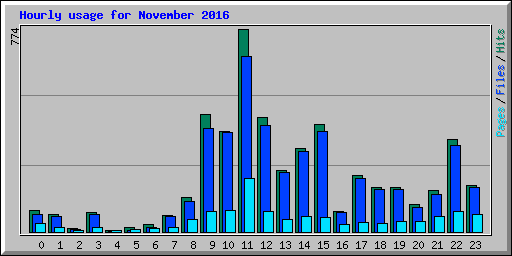 Hourly usage for November 2016
774
Pages / Files / Hits
0 1 2 3 4 5 6 7 8 9 10 11 12 13 14 15 16 17 18 19 20 21 22 23